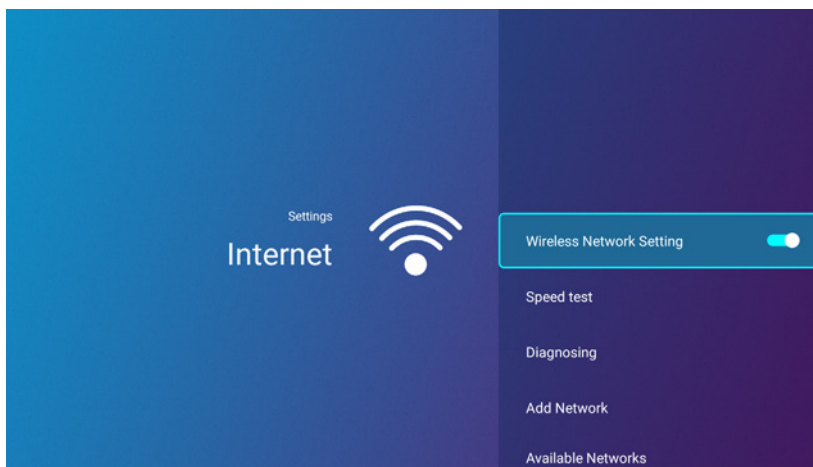 Settings
Internet
Wireless Network Setting
Speed test
Diagnosing
Add Network
Available Networks